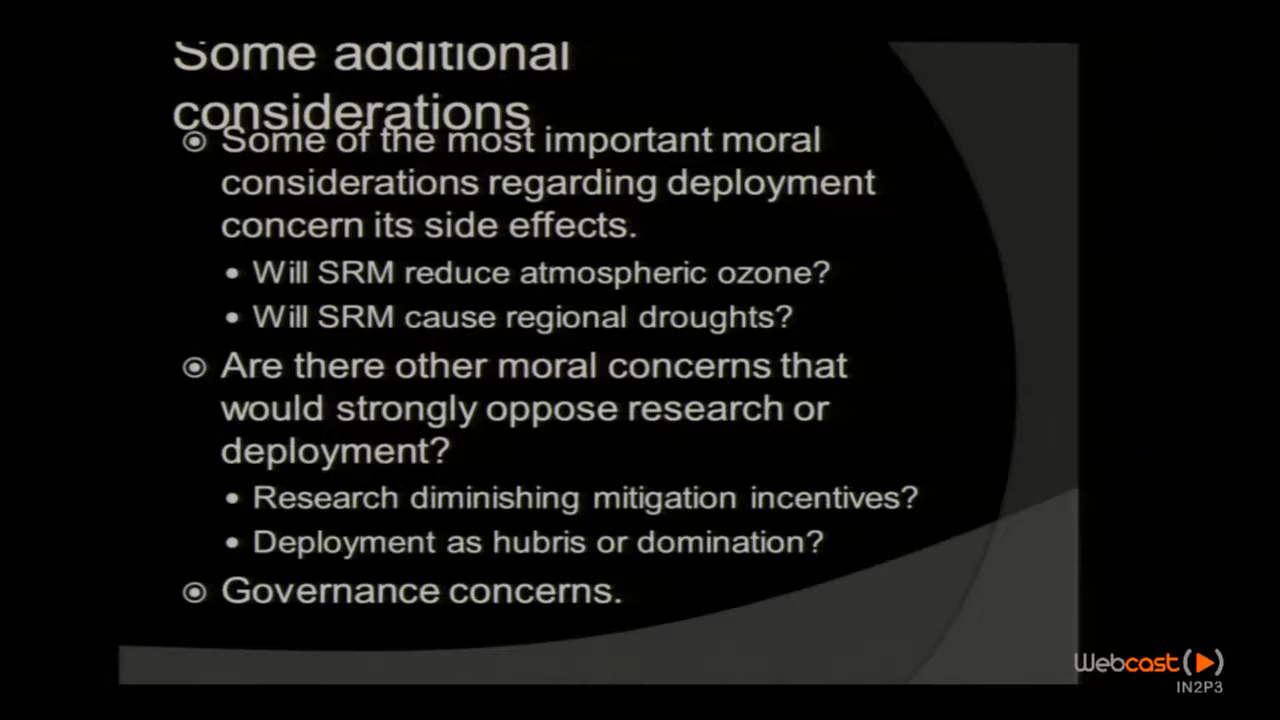 Some additional
considerations
Some of the most important moral
considerations regarding deployment
concern its side effects.
• Will SRM reduce atmospheric ozone?
• Will SRM cause regional droughts?
Are there other moral concerns that
would strongly oppose research or
deployment?
• Research diminishing mitigation incentives?
• Deployment as hubris or domination?
Governance concerns.
Webcast
IN2P3